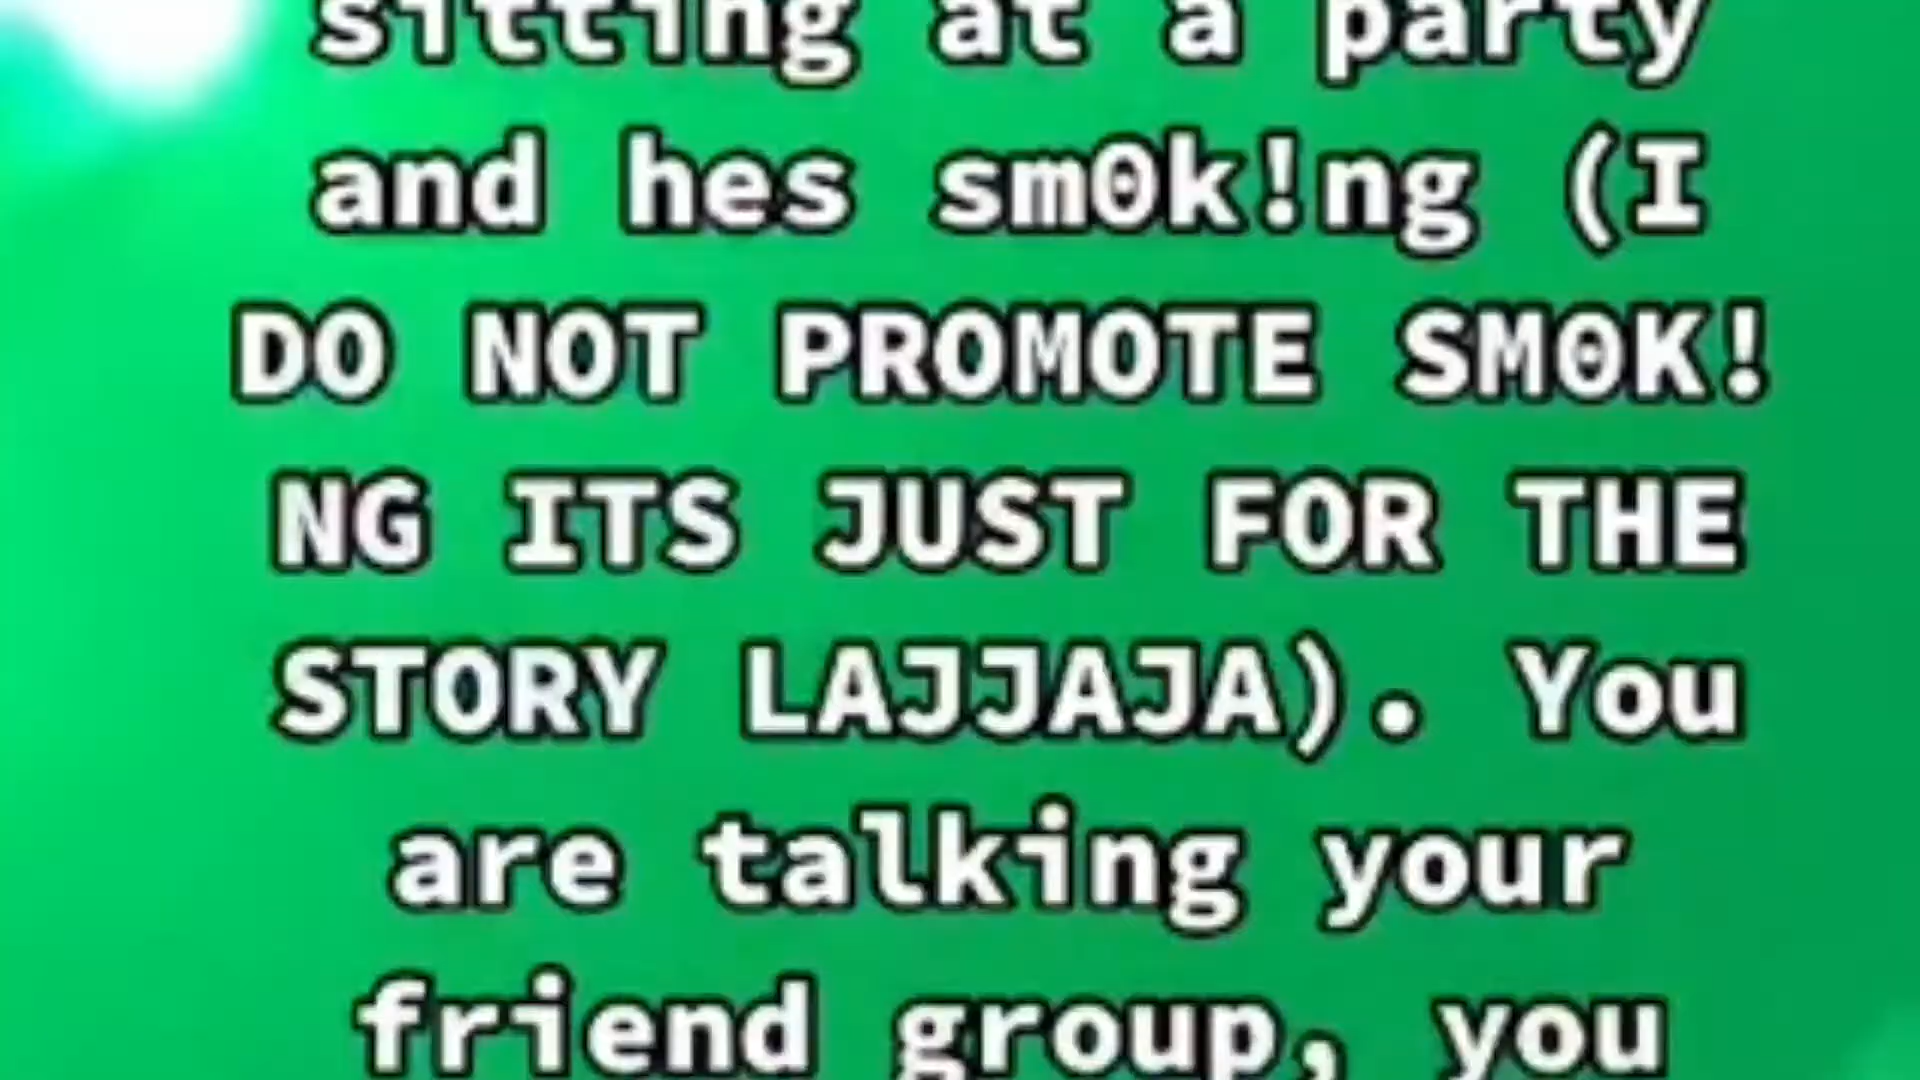 sitting at a party
and hes sm0k!ng (I
DO NOT PROMOTE SM0K!
NG ITS JUST FOR THE
STORY LAJJAJA). You
are talking your
friend group, you